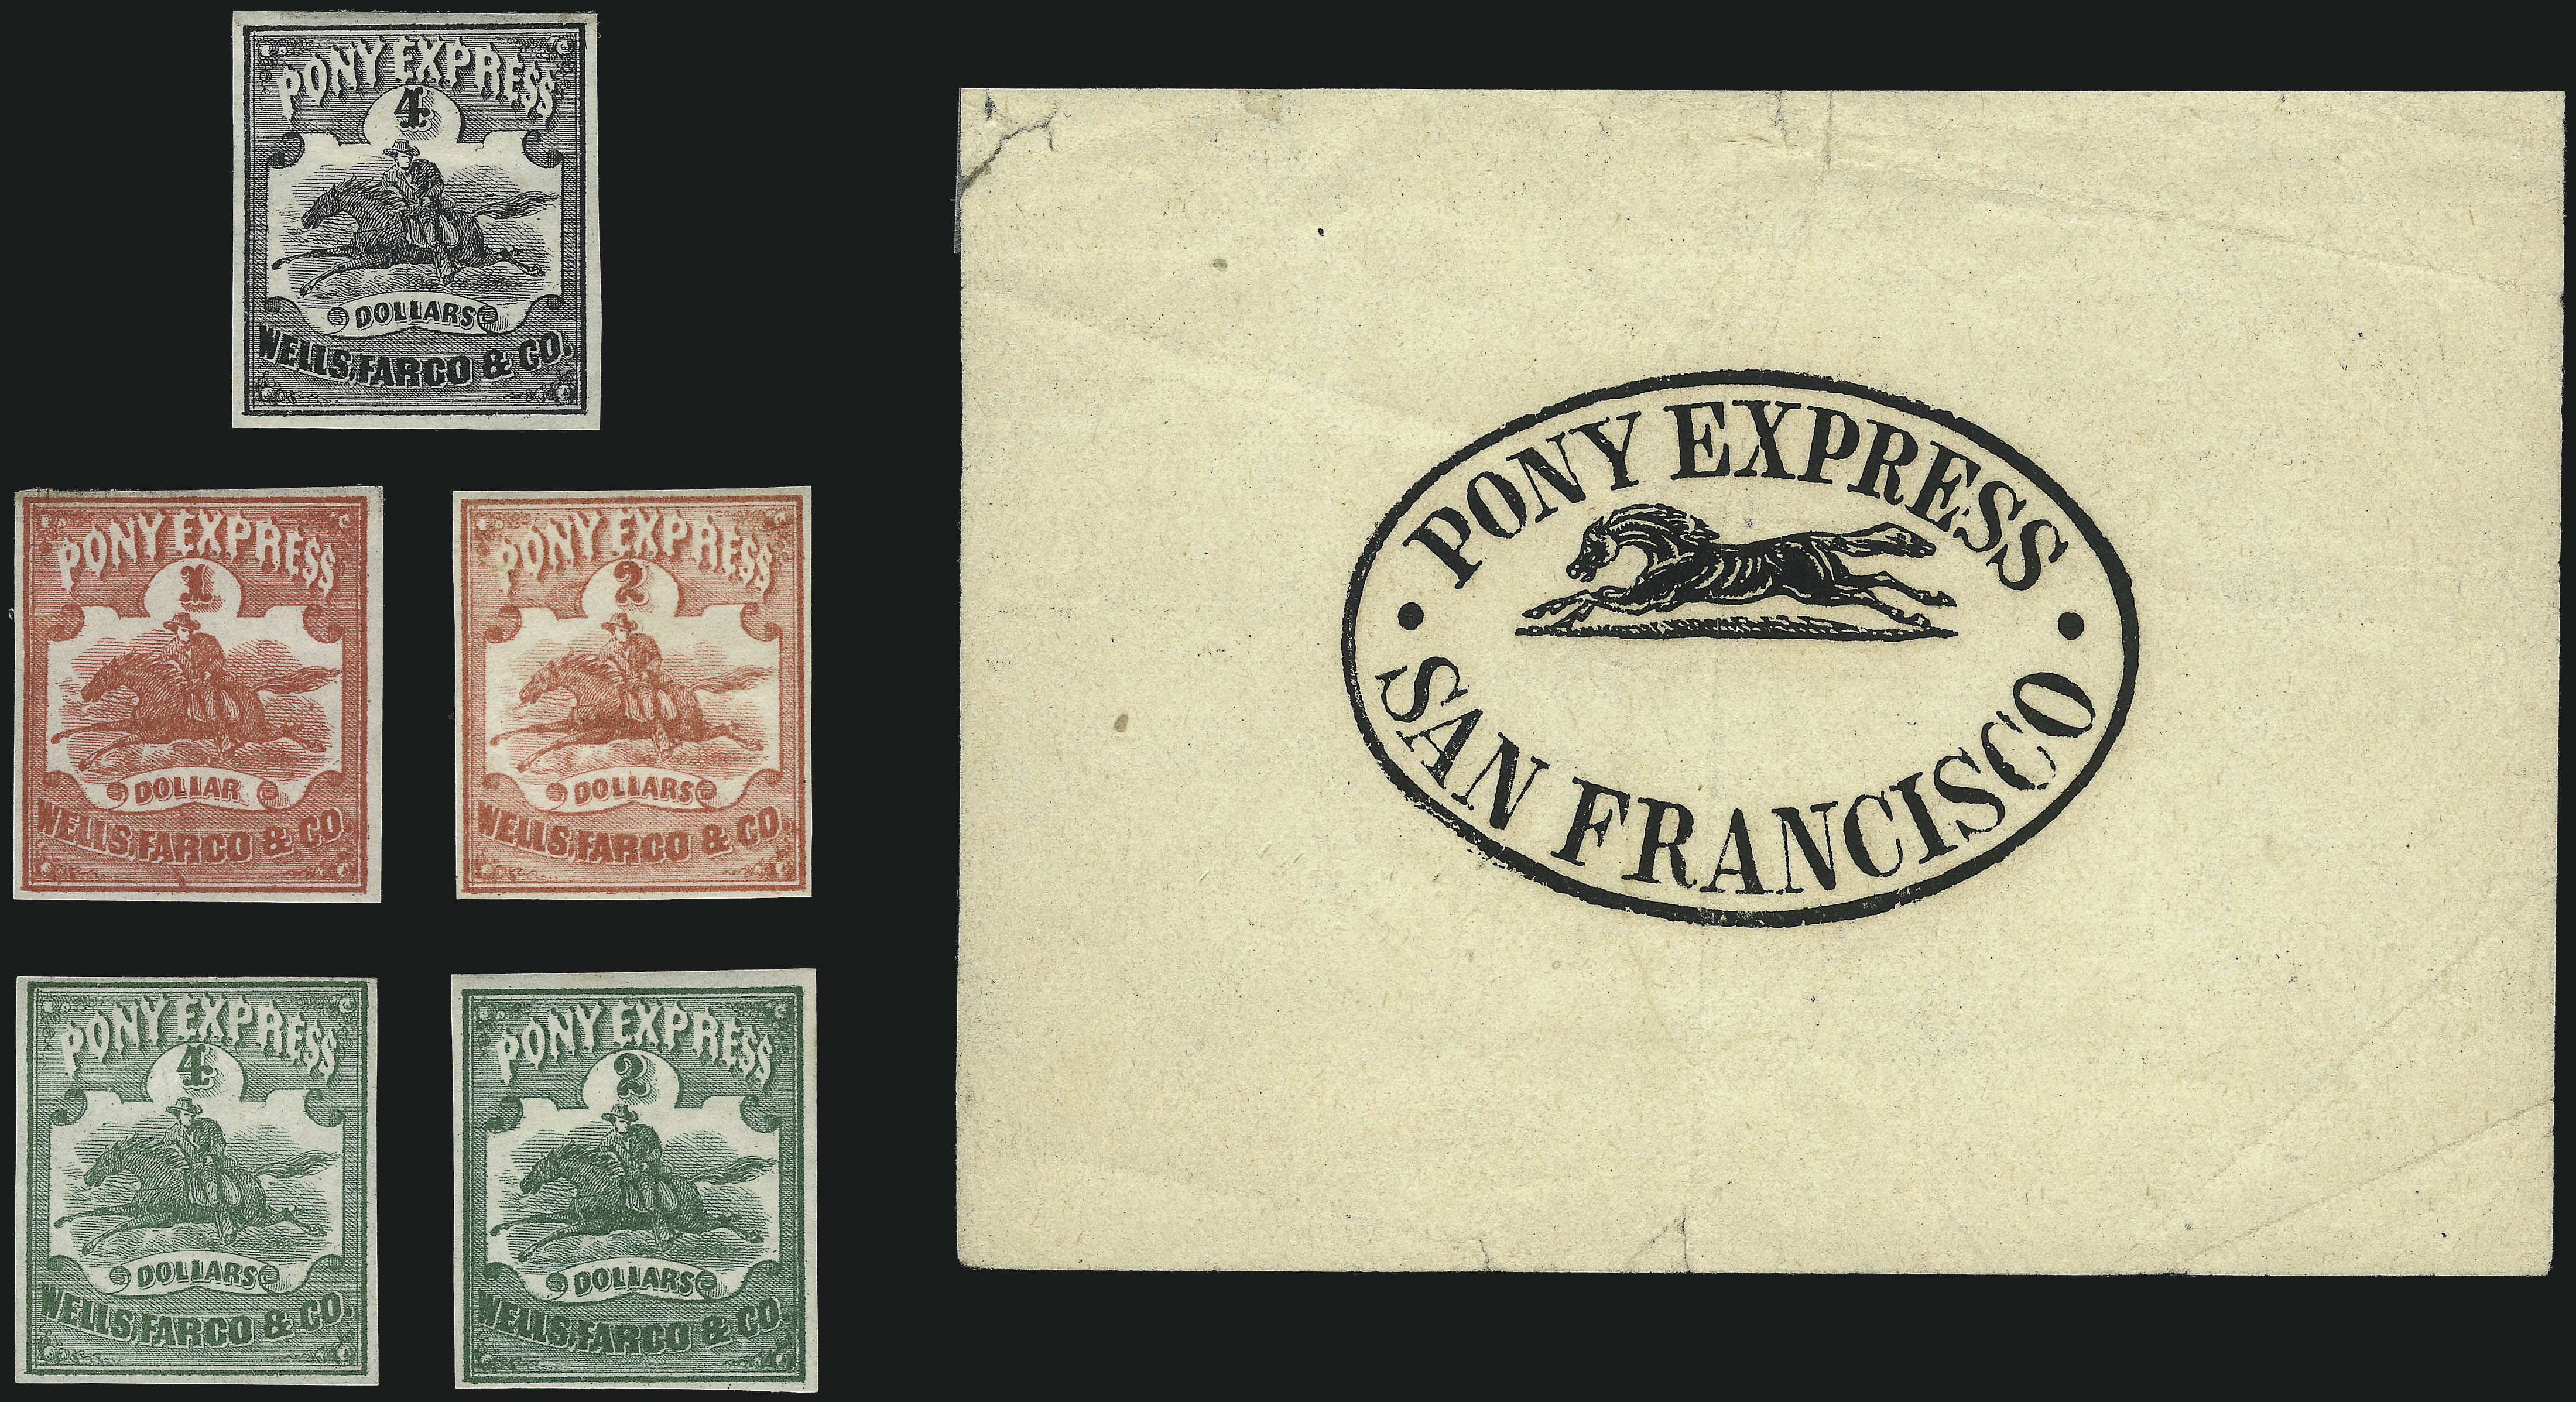 PONY EXPRESS
4
DOLLARS
WELLS, FARGO & CO.
PONY EXPRESS
1
DOLLAR
WELLS, FARGO & CO.
PONY EXPRESS
2
DOLLARS
WELLS, FARGO & CO.
PONY EXPRESS
4
DOLLARS
WELLS, FARGO & CO.
PONY EXPRESS
2
DOLLARS
WELLS, FARGO & CO.
• PONY EXPRESS •
SAN FRANCISCO